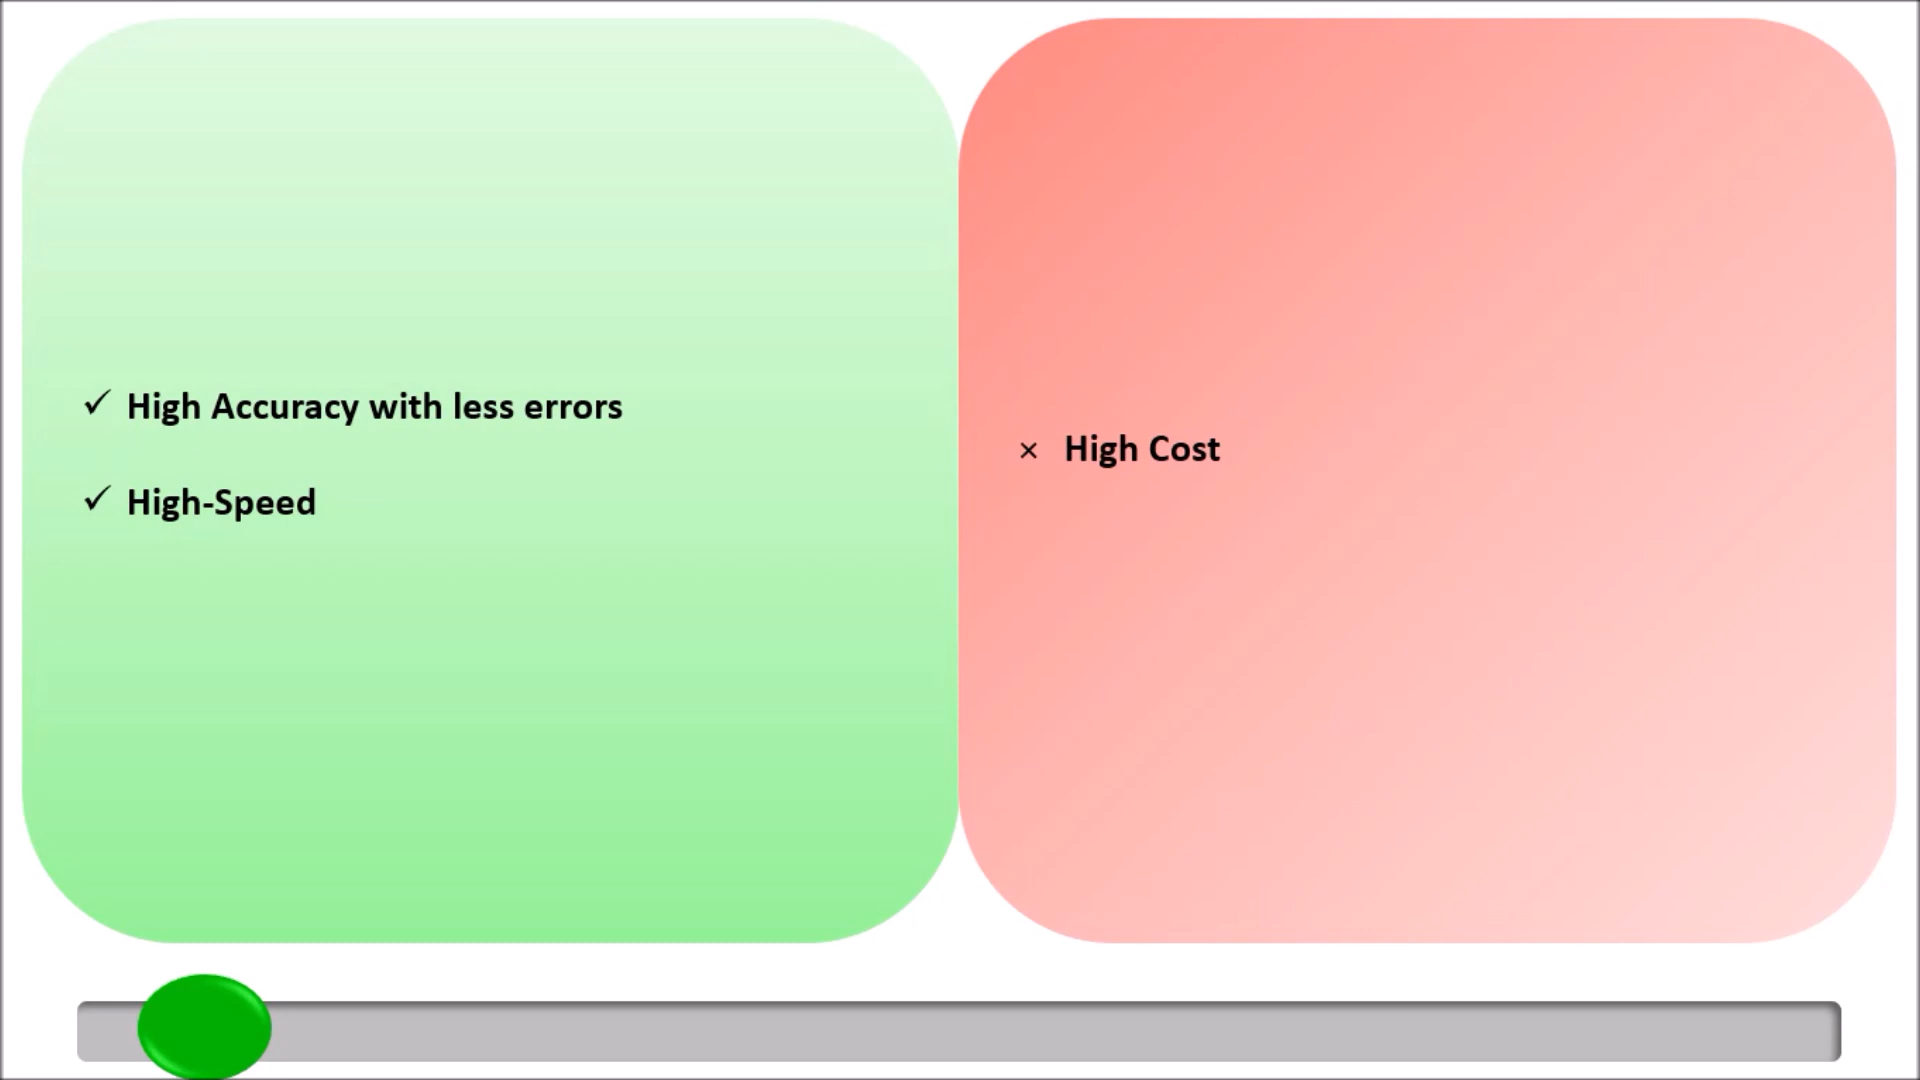 ✓ High Accuracy with less errors
✓ High-Speed
× High Cost